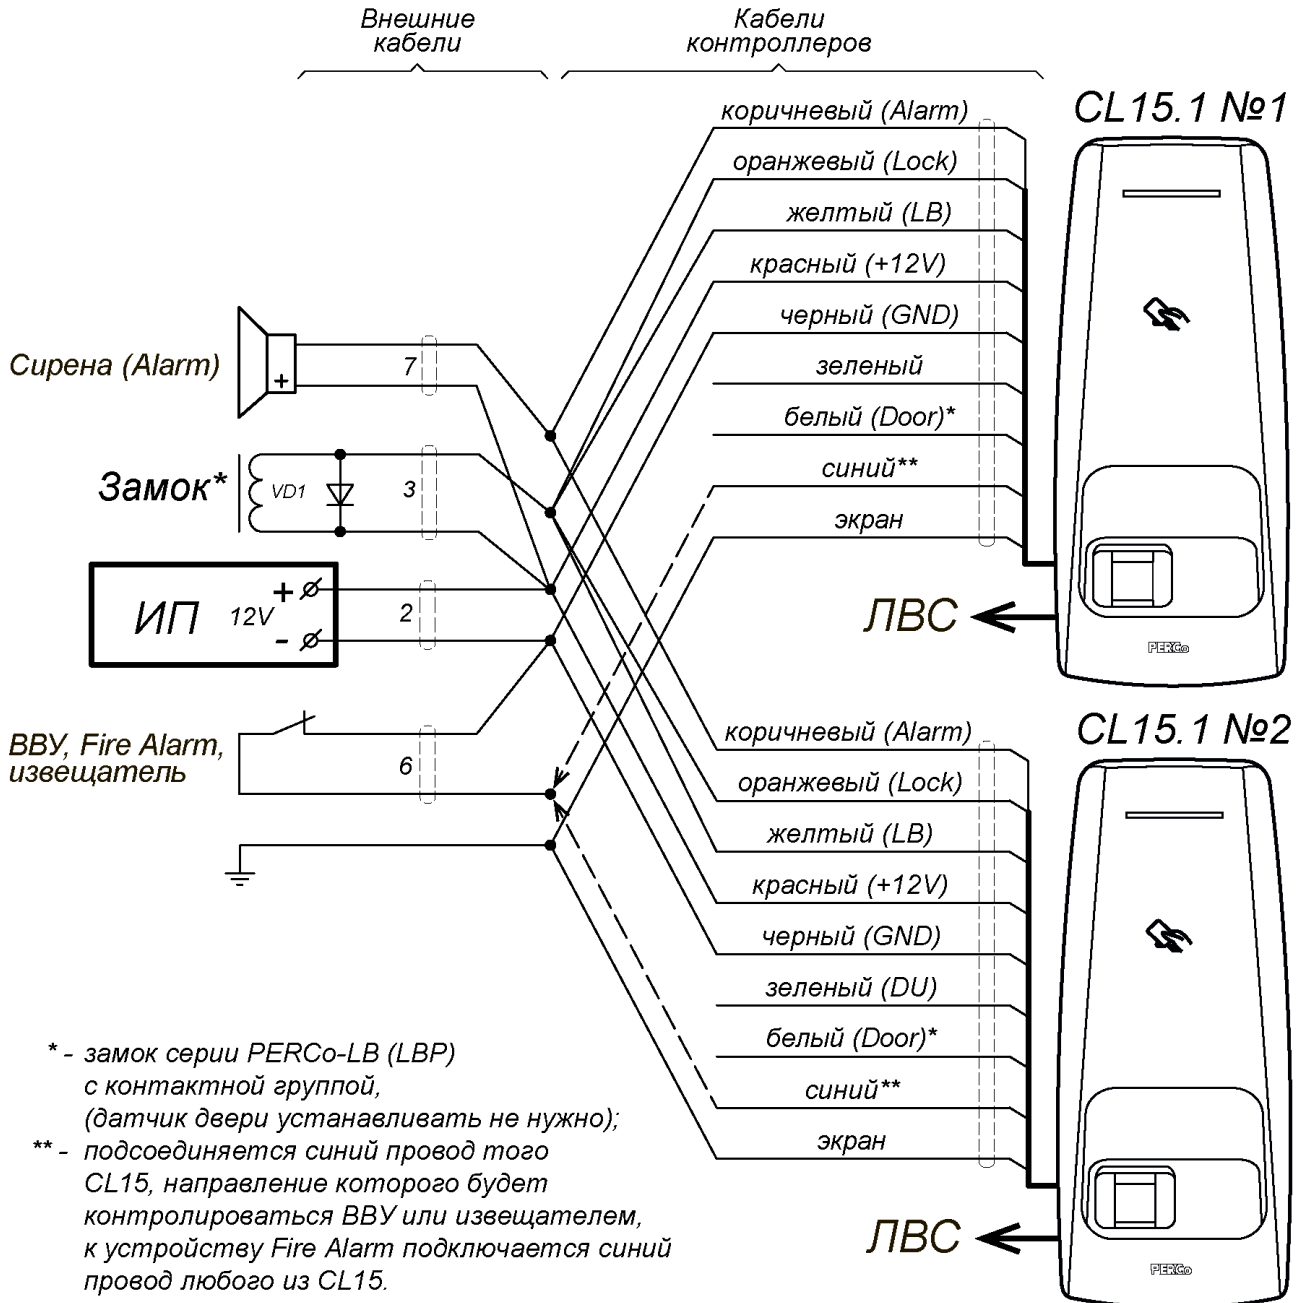 Внешние
кабели
Кабели
контроллеров
CL15.1 №1
коричневый (Alarm)
оранжевый (Lock)
желтый (LB)
красный (+12V)
черный (GND)
зеленый
белый (Door)*
синий**
экран
ЛВС
PERCo
Сирена (Alarm)
+
7
Замок*
VD1
3
ИП
12V
+
-
2
ВВУ, Fire Alarm,
извещатель
6
CL15.1 №2
коричневый (Alarm)
оранжевый (Lock)
желтый (LB)
красный (+12V)
черный (GND)
зеленый (DU)
белый (Door)*
синий**
экран
ЛВС
PERCo
* - замок серии PERCo-LB (LBP)
с контактной группой,
(датчик двери устанавливать не нужно);
** - подсоединяется синий провод того
CL15, направление которого будет
контролироваться ВВУ или извещателем,
к устройству Fire Alarm подключается синий
провод любого из CL15.